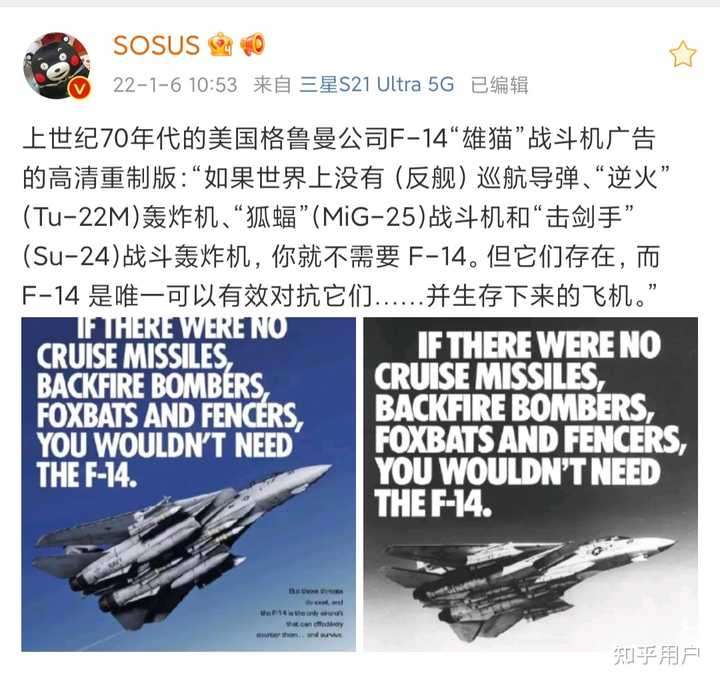 SOSUS
22-1-6 10:53 来自 三星S21 Ultra 5G 已编辑
上世纪70年代的美国格鲁曼公司F-14“雄猫”战斗机广告
的高清重制版：“如果世界上没有（反舰）巡航导弹、“逆火”
(Tu-22M)轰炸机、“狐蝠”(MiG-25)战斗机和“击剑手”
(Su-24)战斗轰炸机，你就不需要 F-14。但它们存在，而
F-14 是唯一可以有效对抗它们……并生存下来的飞机。”
IF THERE WERE NO
CRUISE MISSILES,
BACKFIRE BOMBERS,
FOXBATS AND FENCERS,
YOU WOULDN'T NEED
THE F-14.
But these threats
do exist, and
the F-14 is the only aircraft
that can effectively
counter them... and survive.
IF THERE WERE NO
CRUISE MISSILES,
BACKFIRE BOMBERS,
FOXBATS AND FENCERS,
YOU WOULDN'T NEED
THE F-14.
知乎用户